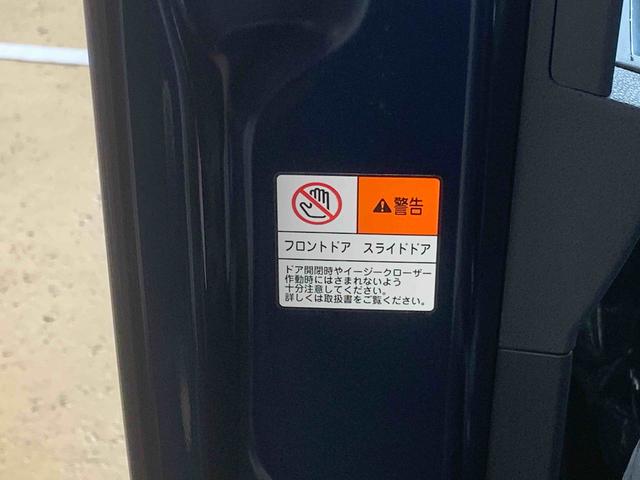 警告
フロントドア スライドドア
ドア開閉時やイージークローザー
作動時にはさまれないよう
十分注意してください。
詳しくは取扱書をご覧ください。